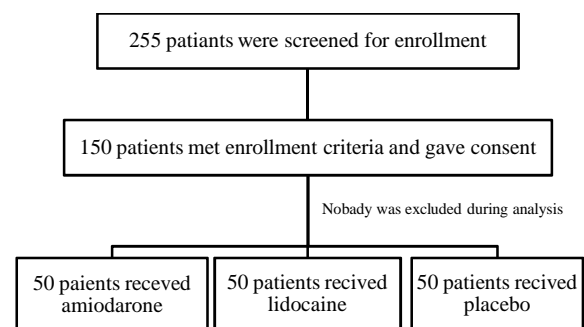 255 patiants were screened for enrollment
150 patients met enrollment criteria and gave consent
Nobady was excluded during analysis
50 paients receved
amiodarone
50 patients recived
lidocaine
50 patients recived
placebo